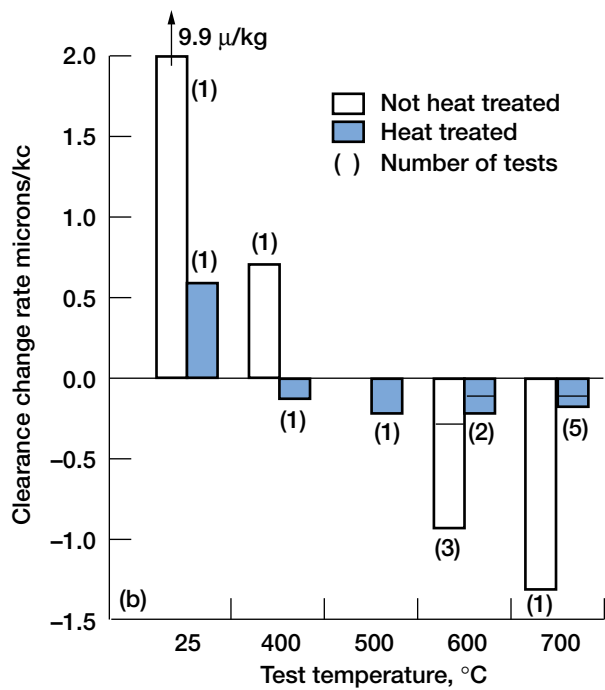 9.9 μ/kg
2.0
1.5
1.0
0.5
0.0
−0.5
−1.0
−1.5
Clearance change rate microns/kc
(1)
(1)
(1)
(1)
(1)
(3)
(2)
(1)
(5)
Not heat treated
Heat treated
( ) Number of tests
(b)
25 400 500 600 700
Test temperature, °C